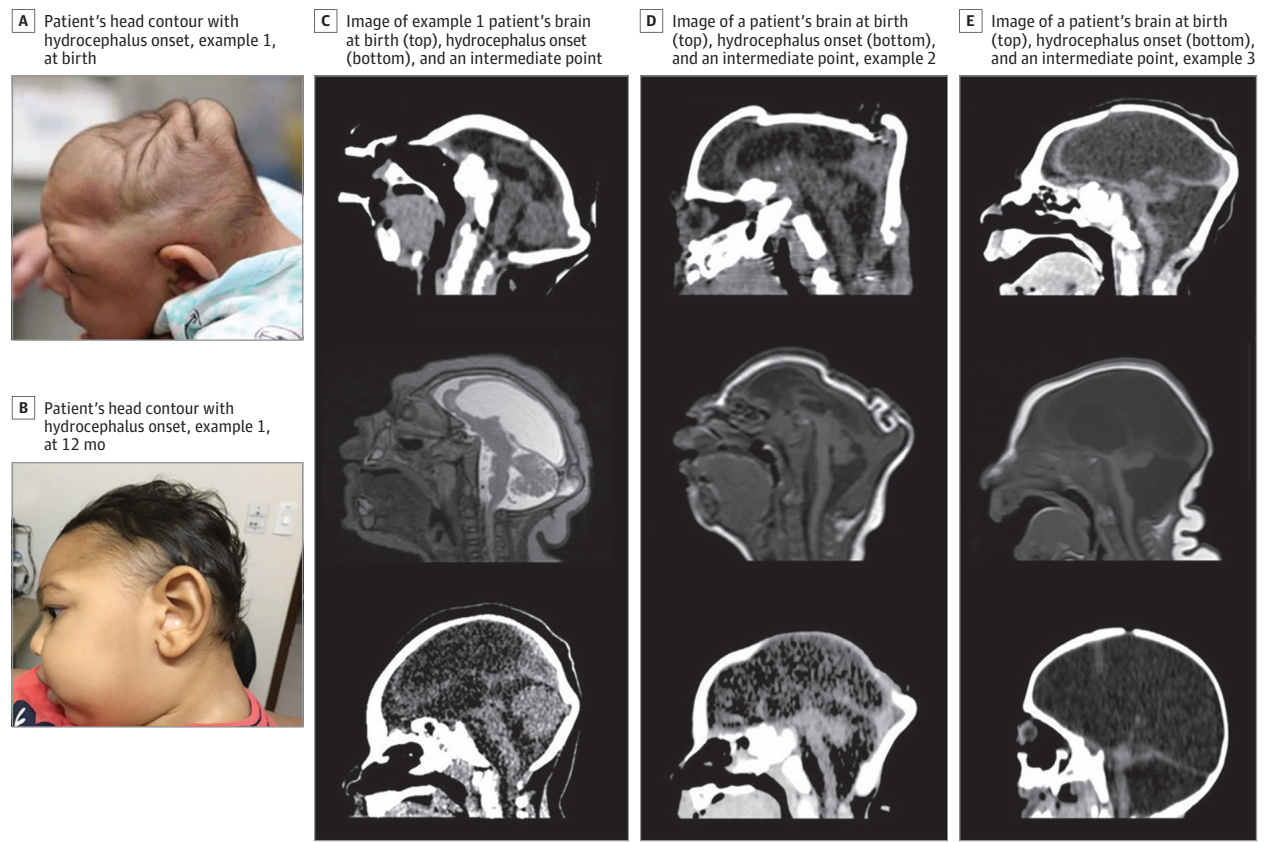 A
Patient's head contour with
hydrocephalus onset, example 1,
at birth
B
Patient's head contour with
hydrocephalus onset, example 1,
at 12 mo
C
Image of example 1 patient's brain
at birth (top), hydrocephalus onset
(bottom), and an intermediate point
D
Image of a patient's brain at birth
(top), hydrocephalus onset (bottom),
and an intermediate point, example 2
E
Image of a patient's brain at birth
(top), hydrocephalus onset (bottom),
and an intermediate point, example 3